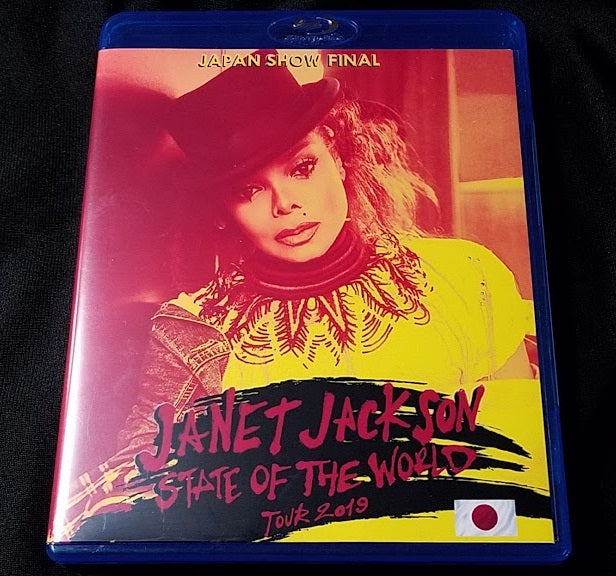 JAPAN SHOW FINAL
JANET JACKSON
STATE OF THE WORLD
TOUR 2019